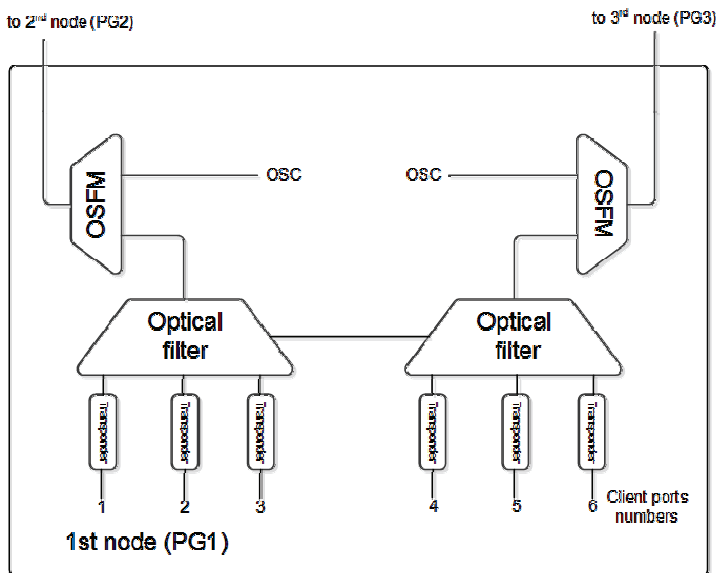 to 2nd node (PG2)
to 3rd node (PG3)
OSFM
OSC
OSC
OSFM
Optical
filter
Optical
filter
Transponder
Transponder
Transponder
Transponder
Transponder
Transponder
1
2
3
4
5
6
Client ports
numbers
1st node (PG1)